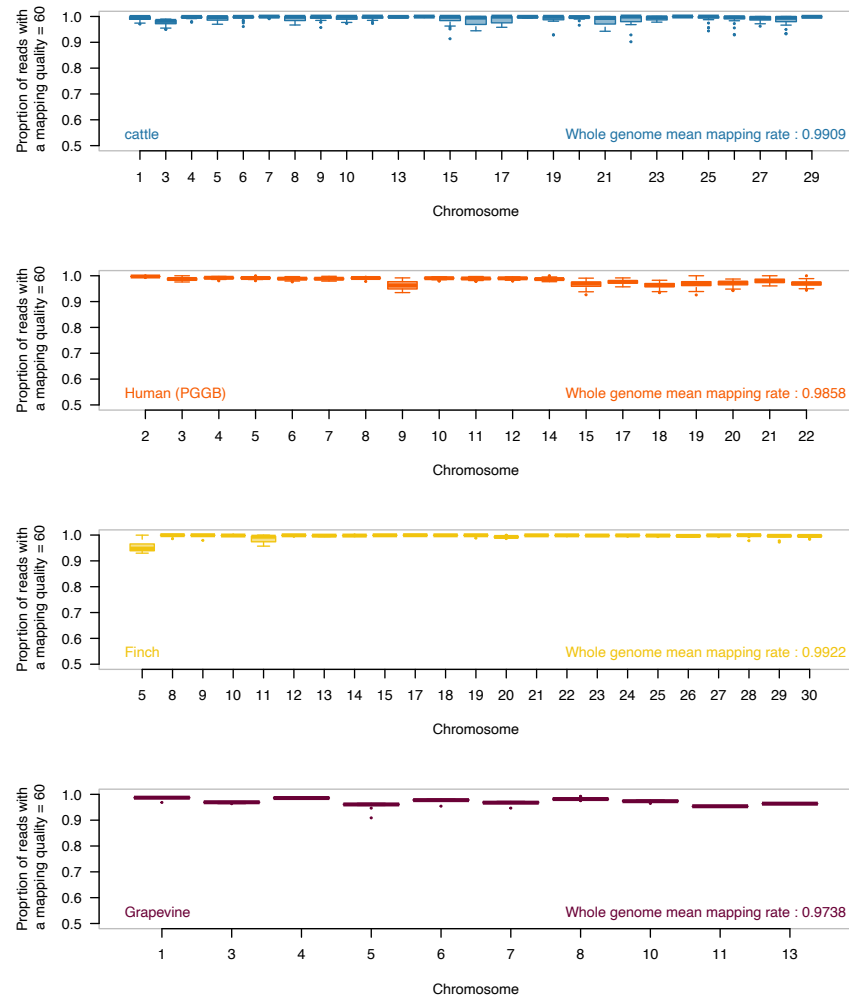 Proprtion of reads with
a mapping quality = 60
1.0
0.9
0.8
0.7
0.6
0.5
cattle
Whole genome mean mapping rate : 0.9909
1 3 4 5 6 7 8 9 10 13 15 17 19 21 23 25 27 29
Chromosome
Proprtion of reads with
a mapping quality = 60
1.0
0.9
0.8
0.7
0.6
0.5
Human (PGGB)
Whole genome mean mapping rate : 0.9858
2 3 4 5 6 7 8 9 10 11 12 14 15 17 18 19 20 21 22
Chromosome
Proprtion of reads with
a mapping quality = 60
1.0
0.9
0.8
0.7
0.6
0.5
Finch
Whole genome mean mapping rate : 0.9922
5 8 9 10 11 12 13 14 15 17 18 19 20 21 22 23 24 25 26 27 28 29 30
Chromosome
Proprtion of reads with
a mapping quality = 60
1.0
0.9
0.8
0.7
0.6
0.5
Grapevine
Whole genome mean mapping rate : 0.9738
1 3 4 5 6 7 8 10 11 13
Chromosome